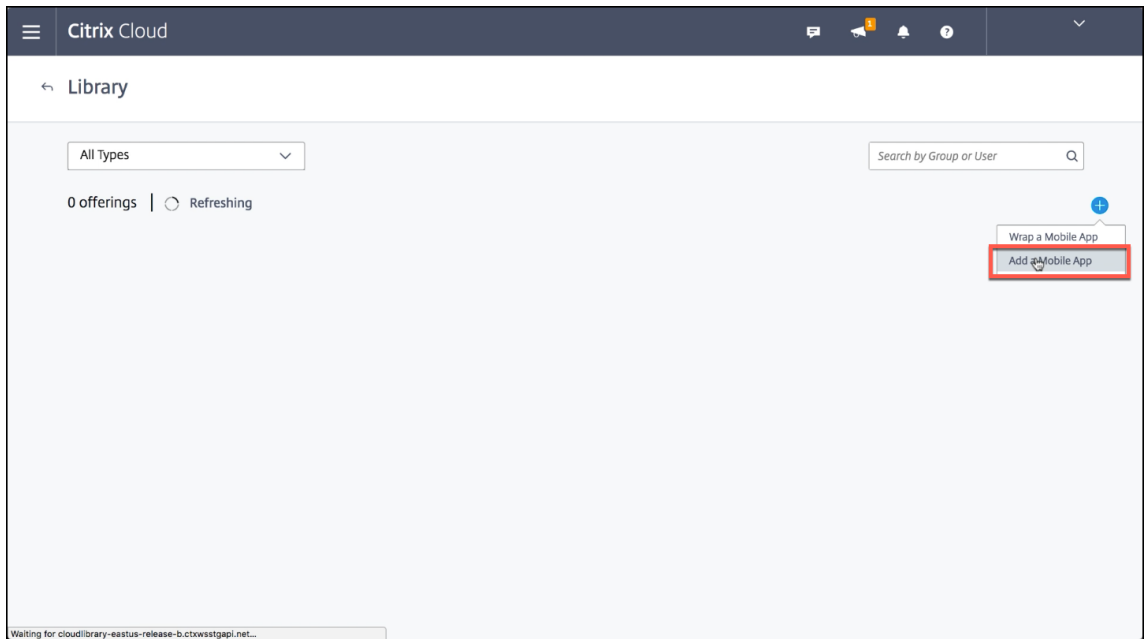 Citrix Cloud
1
?
Library
All Types
Search by Group or User
0 offerings
Refreshing
Wrap a Mobile App
Add a Mobile App
Waiting for cloudlibrary-eastus-release-b.ctxwsstgapi.net...